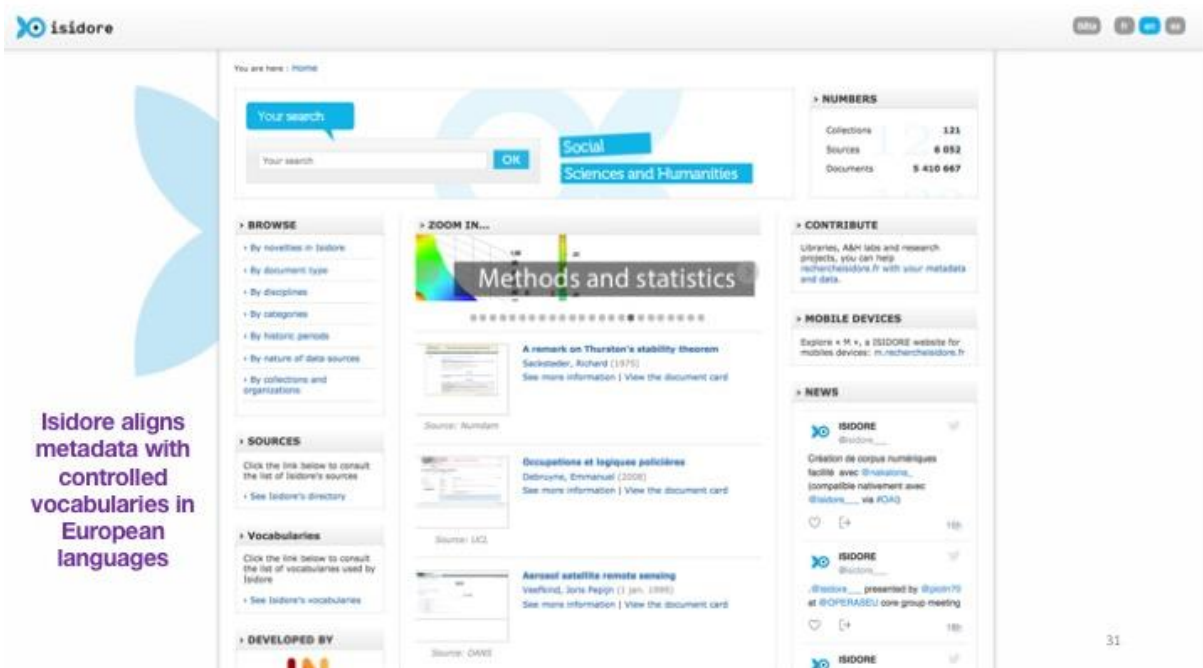 isidore
fr en es
You are here : Home
Your search
Your search
OK
Social
Sciences and Humanities
› NUMBERS
Collections 121
Sources 6 052
Documents 5 410 667
› BROWSE
› By novelties in Isidore
› By document type
› By disciplines
› By categories
› By historic periods
› By nature of data sources
› By collections and
organizations
› SOURCES
Click the link below to consult
the list of Isidore's sources
› See Isidore's directory
› Vocabularies
Click the link below to consult
the list of vocabularies used by
Isidore
› See Isidore's vocabularies
› DEVELOPED BY
› ZOOM IN...
Methods and statistics
A remark on Thurston's stability theorem
Sacksteder, Richard (1975)
See more information | View the document card
Source: Numdam
Occupations et logiques policières
Debruyne, Emmanuel (2008)
See more information | View the document card
Source: UCL
Aerosol satellite remote sensing
Veefkind, Joris Pepijn (1 jan. 1999)
See more information | View the document card
Source: DANS
› CONTRIBUTE
Libraries, A&H labs and research
projects, you can help
rechercheisidore.fr with your metadata
and data.
› MOBILE DEVICES
Explore « M », a ISIDORE website for
mobiles devices: m.rechercheisidore.fr
› NEWS
ISIDORE
@isidore___
Création de corpus numériques
facilité avec @nakalona_
(compatible nativement avec
@isidore___ via #OAI)
ISIDORE
@isidore___
.@isidore___ presented by @piotrr70
at @OPERASEU core group meeting
ISIDORE
Isidore aligns
metadata with
controlled
vocabularies in
European
languages
31